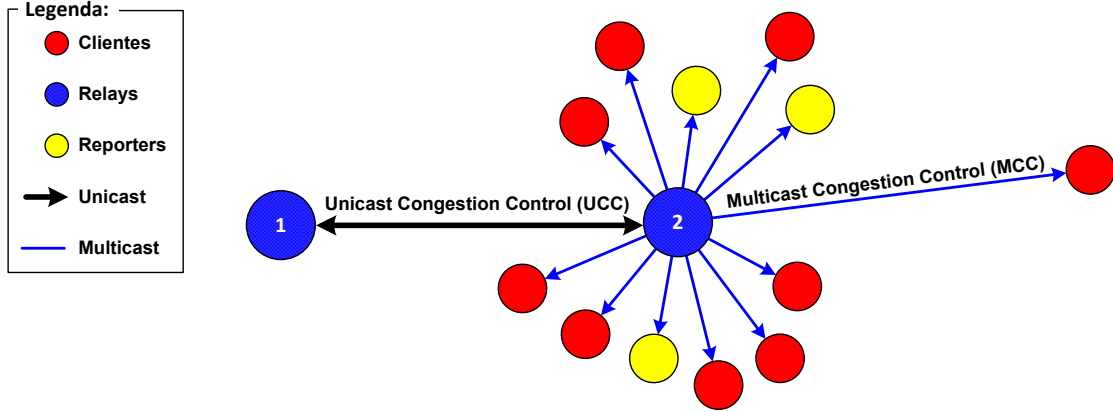 Legenda:
Clientes
Relays
Reporters
Unicast
Multicast
Unicast Congestion Control (UCC)
Multicast Congestion Control (MCC)
1
2